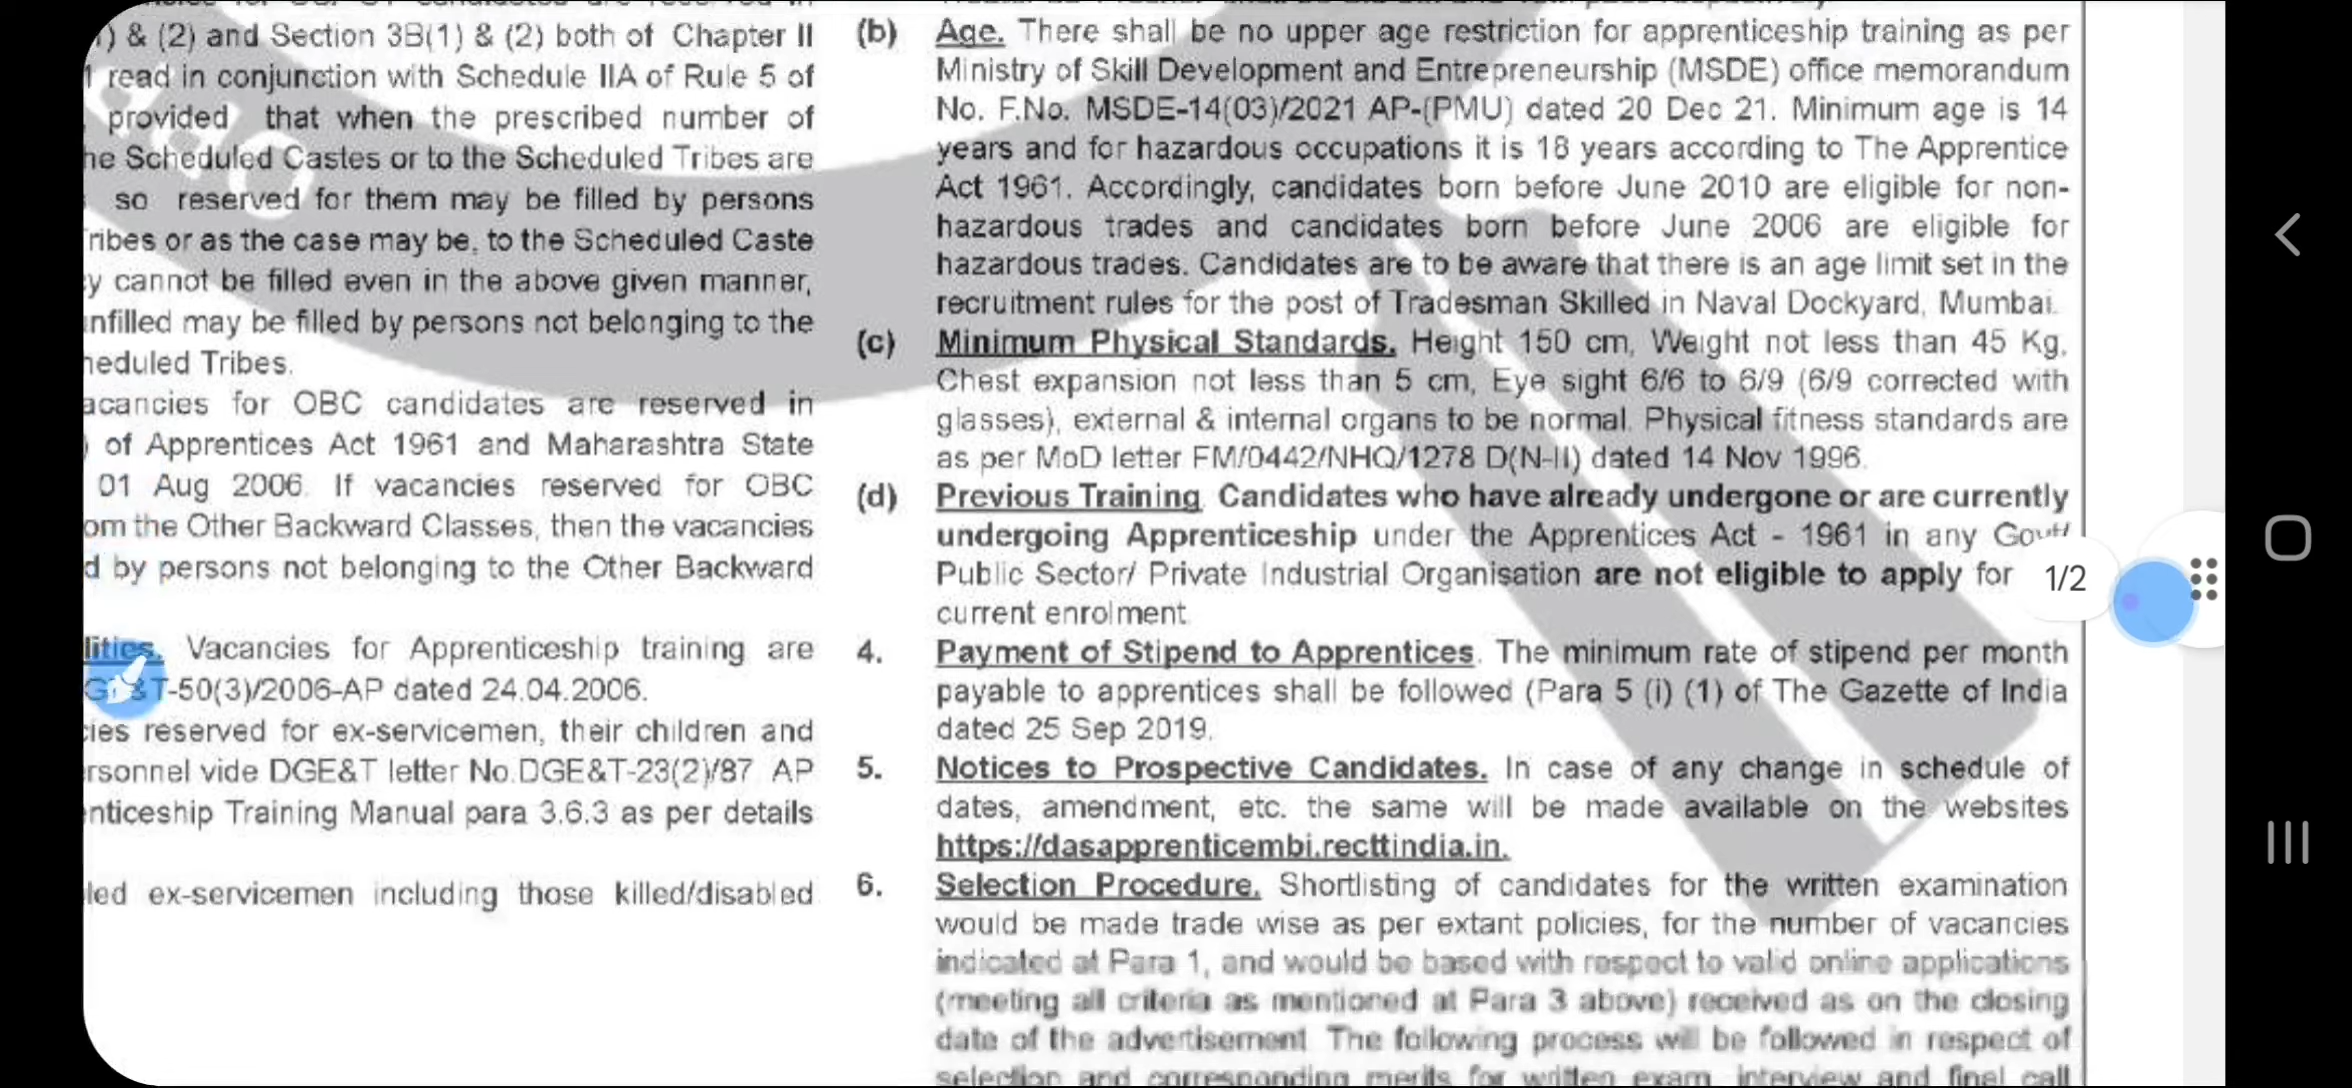 1) & (2) and Section 3B(1) & (2) both of Chapter II
read in conjunction with Schedule IIA of Rule 5 of
provided that when the prescribed number of
he Scheduled Castes or to the Scheduled Tribes are
so reserved for them may be filled by persons
ribes or as the case may be, to the Scheduled Caste
y cannot be filled even in the above given manner,
nfilled may be filled by persons not belonging to the
heduled Tribes.
acancies for OBC candidates are reserved in
) of Apprentices Act 1961 and Maharashtra State
01 Aug 2006. If vacancies reserved for OBC
om the Other Backward Classes, then the vacancies
d by persons not belonging to the Other Backward
lities. Vacancies for Apprenticeship training are
T-50(3)/2006-AP dated 24.04.2006.
cies reserved for ex-servicemen, their children and
rsonnel vide DGE&T letter No.DGE&T-23(2)/87 AP
nticeship Training Manual para 3.6.3 as per details
led ex-servicemen including those killed/disabled
(b) Age. There shall be no upper age restriction for apprenticeship training as per
Ministry of Skill Development and Entrepreneurship (MSDE) office memorandum
No. F.No. MSDE-14(03)/2021 AP-(PMU) dated 20 Dec 21. Minimum age is 14
years and for hazardous occupations it is 18 years according to The Apprentice
Act 1961. Accordingly, candidates born before June 2010 are eligible for non-
hazardous trades and candidates born before June 2006 are eligible for
hazardous trades. Candidates are to be aware that there is an age limit set in the
recruitment rules for the post of Tradesman Skilled in Naval Dockyard, Mumbai.
(c) Minimum Physical Standards. Height 150 cm, Weight not less than 45 Kg,
Chest expansion not less than 5 cm, Eye sight 6/6 to 6/9 (6/9 corrected with
glasses), external & internal organs to be normal. Physical fitness standards are
as per MoD letter FM/0442/NHQ/1278 D(N-II) dated 14 Nov 1996.
(d) Previous Training. Candidates who have already undergone or are currently
undergoing Apprenticeship under the Apprentices Act - 1961 in any Govt/
Public Sector/ Private Industrial Organisation are not eligible to apply for
current enrolment.
4. Payment of Stipend to Apprentices. The minimum rate of stipend per month
payable to apprentices shall be followed (Para 5 (i) (1) of The Gazette of India
dated 25 Sep 2019.
5. Notices to Prospective Candidates. In case of any change in schedule of
dates, amendment, etc. the same will be made available on the websites
https://dasapprenticembi.recttindia.in.
6. Selection Procedure. Shortlisting of candidates for the written examination
would be made trade wise as per extant policies, for the number of vacancies
indicated at Para 1, and would be based with respect to valid online applications
(meeting all criteria as mentioned at Para 3 above) received as on the closing
date of the advertisement. The following process will be followed in respect of
selection and corresponding merits for written exam, interview and final call
1/2